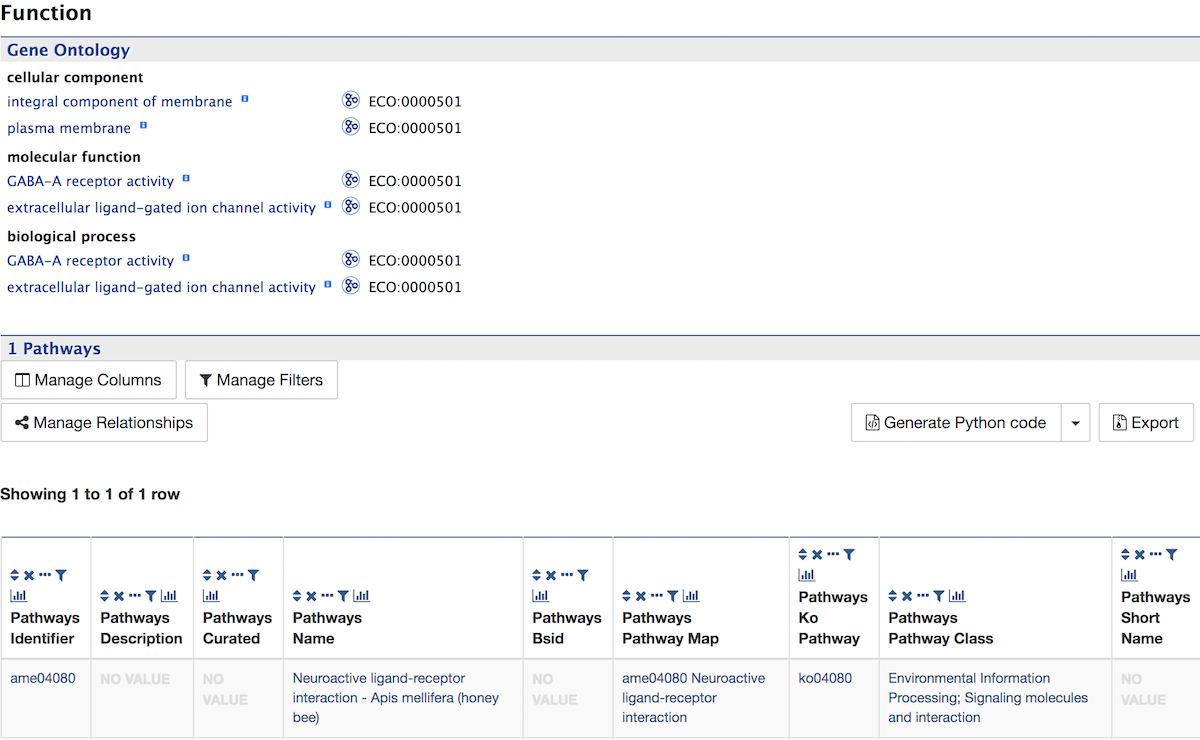 Function
Gene Ontology
cellular component
integral component of membrane ECO:0000501
plasma membrane ECO:0000501
molecular function
GABA-A receptor activity ECO:0000501
extracellular ligand-gated ion channel activity ECO:0000501
biological process
GABA-A receptor activity ECO:0000501
extracellular ligand-gated ion channel activity ECO:0000501
1 Pathways
Manage Columns Manage Filters
Manage Relationships Generate Python code Export
Showing 1 to 1 of 1 row
Pathways
Identifier
Pathways
Description
Pathways
Curated
Pathways
Name
Pathways
Bsid
Pathways
Pathway Map
Pathways
Ko
Pathway
Pathways
Pathway Class
Pathways
Short
Name
ame04080
NO VALUE
NO
VALUE
Neuroactive ligand-receptor
interaction - Apis mellifera (honey
bee)
NO
VALUE
ame04080 Neuroactive
ligand-receptor
interaction
ko04080
Environmental Information
Processing; Signaling molecules
and interaction
NO
VALUE